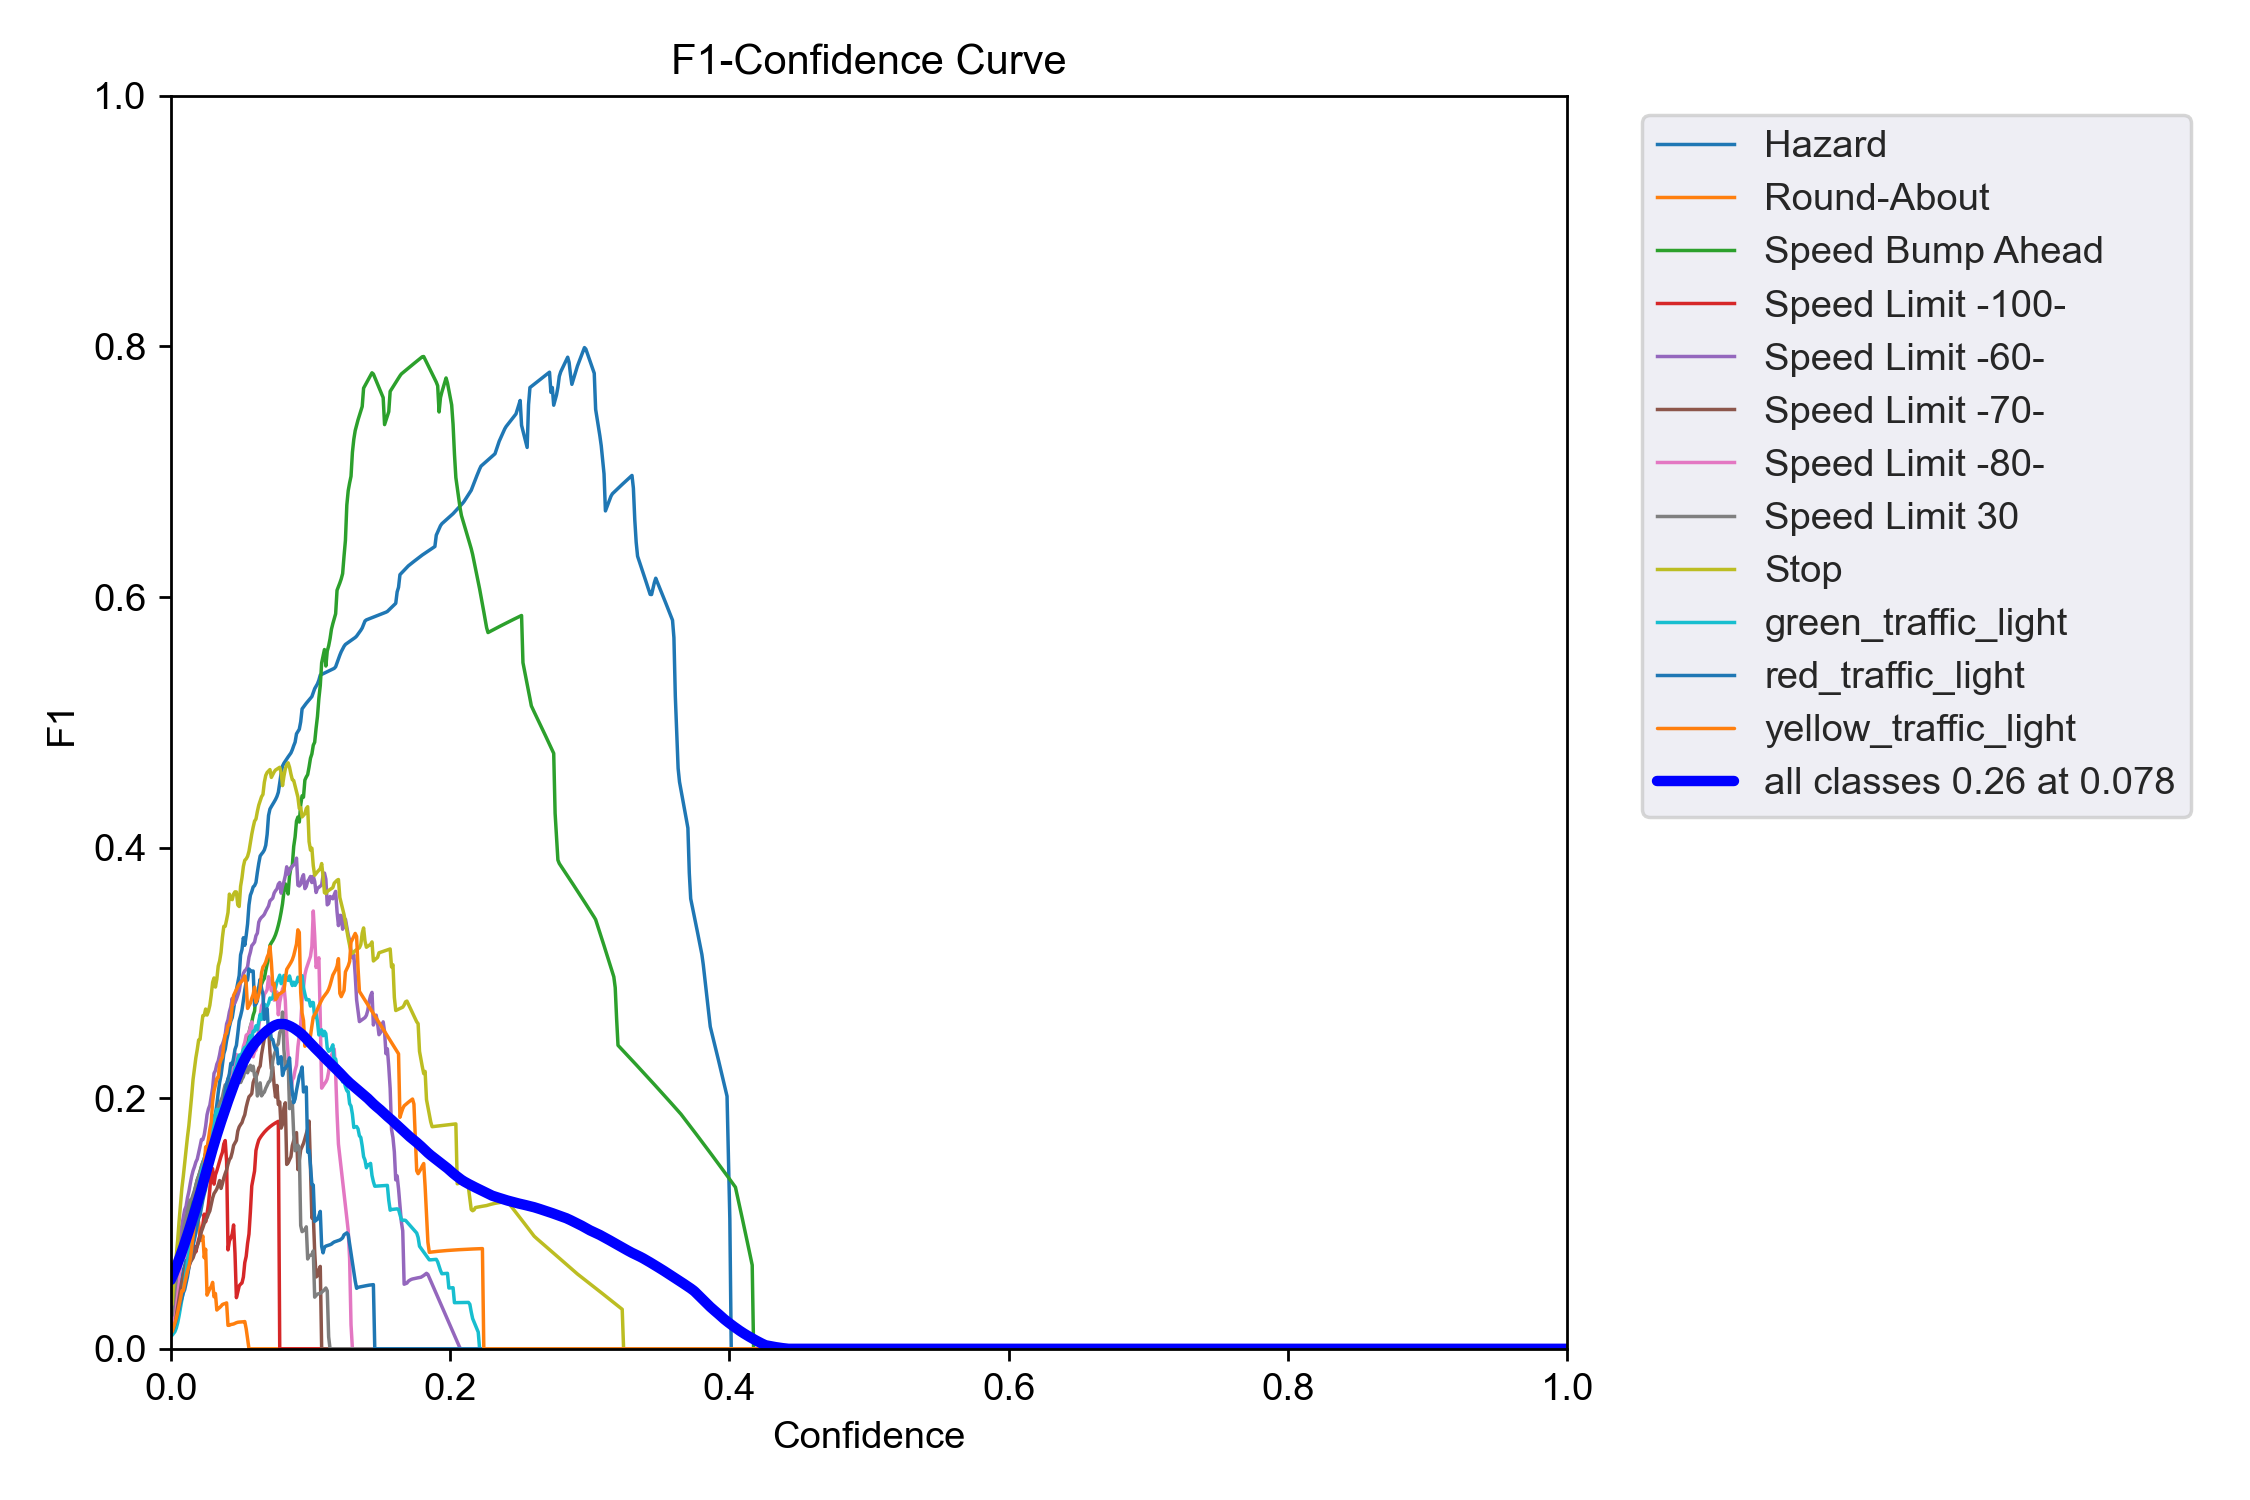 F1-Confidence Curve
1.0
0.8
0.6
0.4
0.2
0.0
F1
0.0 0.2 0.4 0.6 0.8 1.0
Confidence
Hazard
Round-About
Speed Bump Ahead
Speed Limit -100-
Speed Limit -60-
Speed Limit -70-
Speed Limit -80-
Speed Limit 30
Stop
green_traffic_light
red_traffic_light
yellow_traffic_light
all classes 0.26 at 0.078